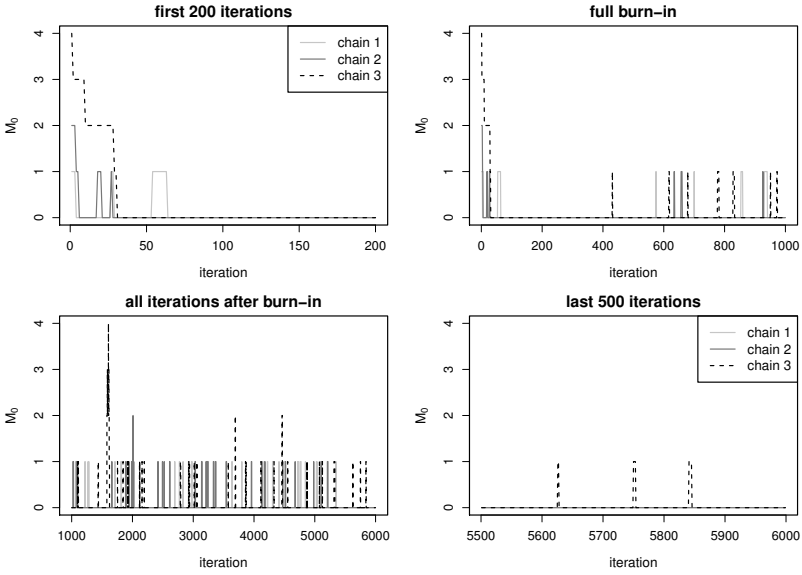 first 200 iterations
chain 1
chain 2
chain 3
M0
0 1 2 3 4
0 50 100 150 200
iteration
full burn−in
M0
0 1 2 3 4
0 200 400 600 800 1000
iteration
all iterations after burn−in
M0
0 1 2 3 4
1000 2000 3000 4000 5000 6000
iteration
last 500 iterations
chain 1
chain 2
chain 3
M0
0 1 2 3 4
5500 5600 5700 5800 5900 6000
iteration